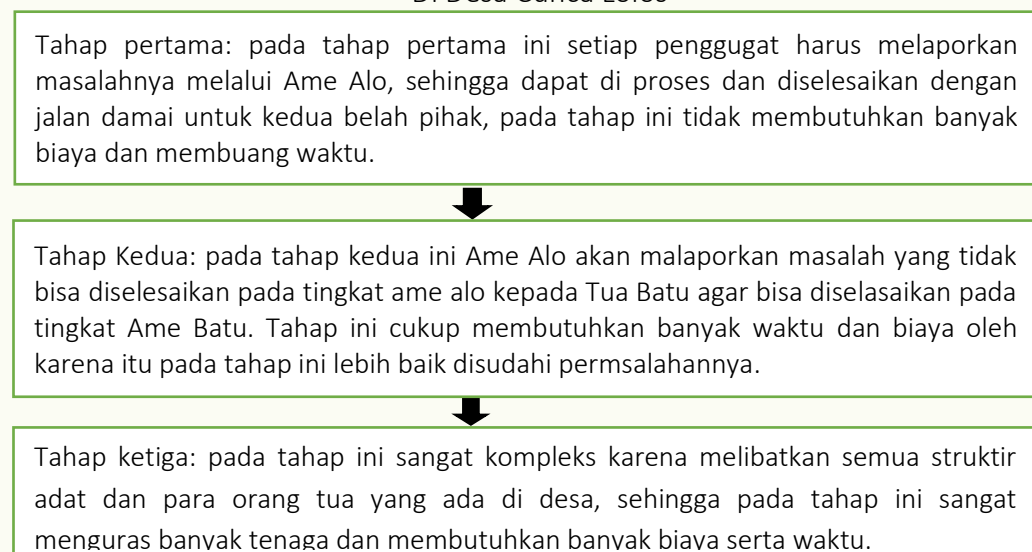 Tahap pertama: pada tahap pertama ini setiap penggugat harus melaporkan
masalahnya melalui Ame Alo, sehingga dapat di proses dan diselesaikan dengan
jalan damai untuk kedua belah pihak, pada tahap ini tidak membutuhkan banyak
biaya dan membuang waktu.
Tahap Kedua: pada tahap kedua ini Ame Alo akan malaporkan masalah yang tidak
bisa diselesaikan pada tingkat ame alo kepada Tua Batu agar bisa diselasaikan pada
tingkat Ame Batu. Tahap ini cukup membutuhkan banyak waktu dan biaya oleh
karena itu pada tahap ini lebih baik disudahi permsalahannya.
Tahap ketiga: pada tahap ini sangat kompleks karena melibatkan semua struktir
adat dan para orang tua yang ada di desa, sehingga pada tahap ini sangat
menguras banyak tenaga dan membutuhkan banyak biaya serta waktu.